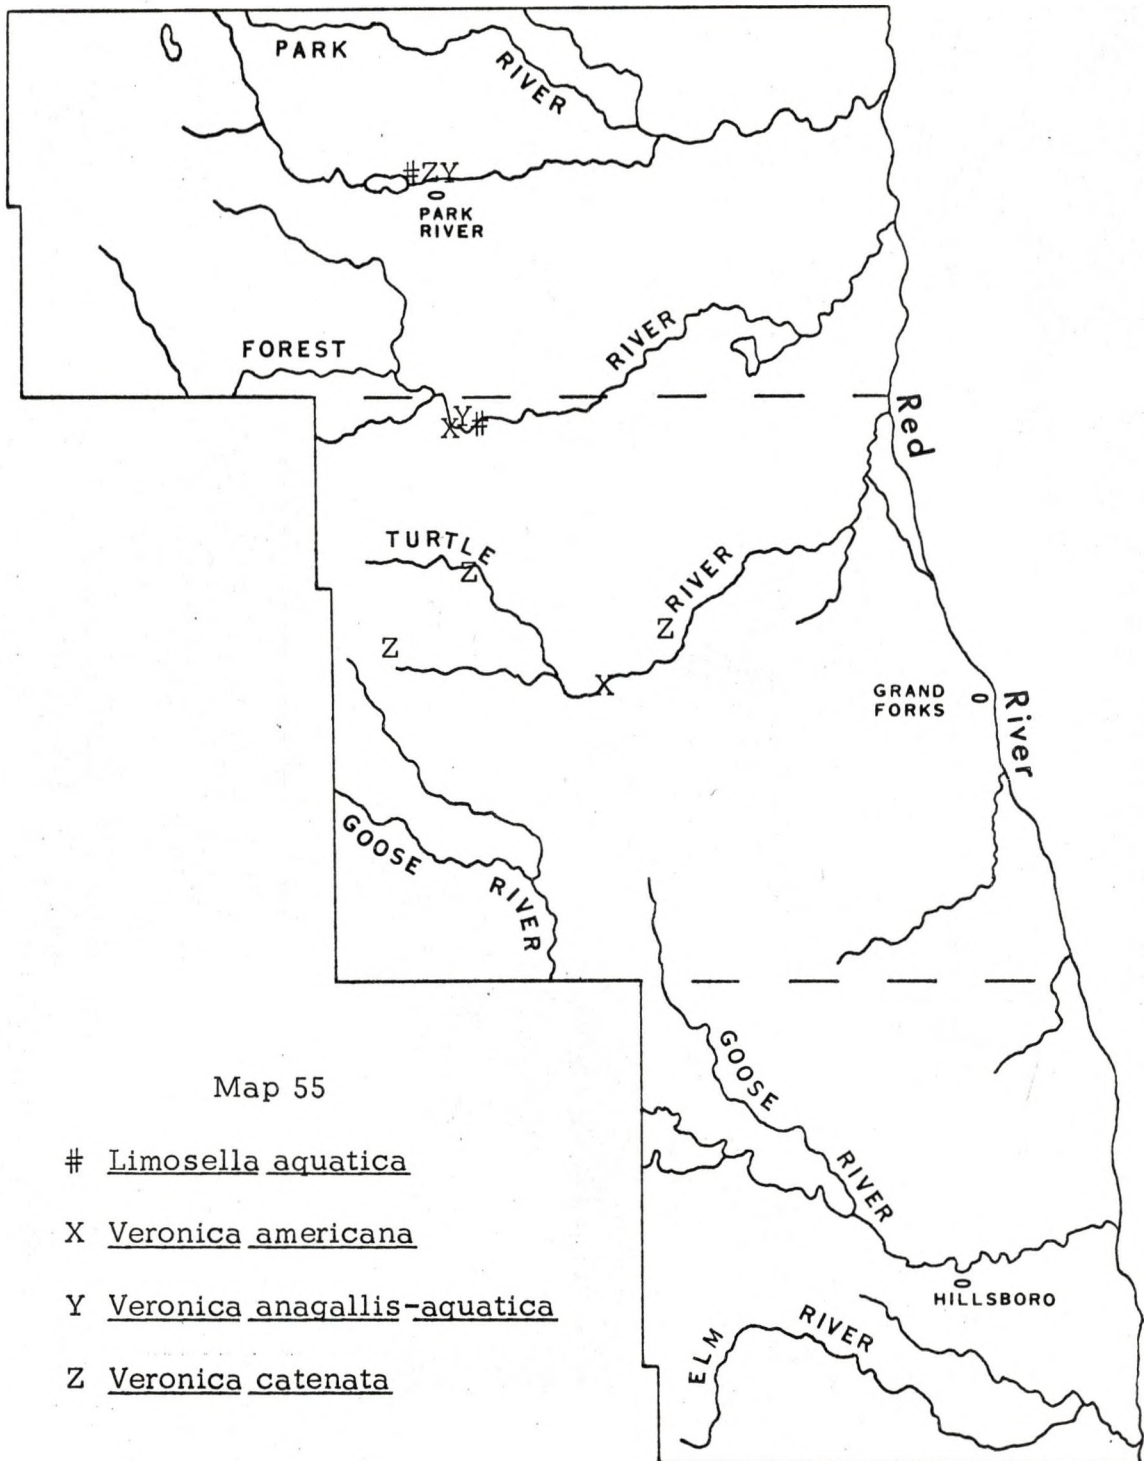 PARK
RIVER
#ZY
PARK
RIVER
FOREST
RIVER
Y
X #
Red
TURTLE
Z
RIVER
Z
Z
X
GRAND
FORKS
River
GOOSE
RIVER
GOOSE
RIVER
Map 55
# Limosella aquatica
X Veronica americana
Y Veronica anagallis-aquatica
Z Veronica catenata
HILLSBORO
ELM
RIVER